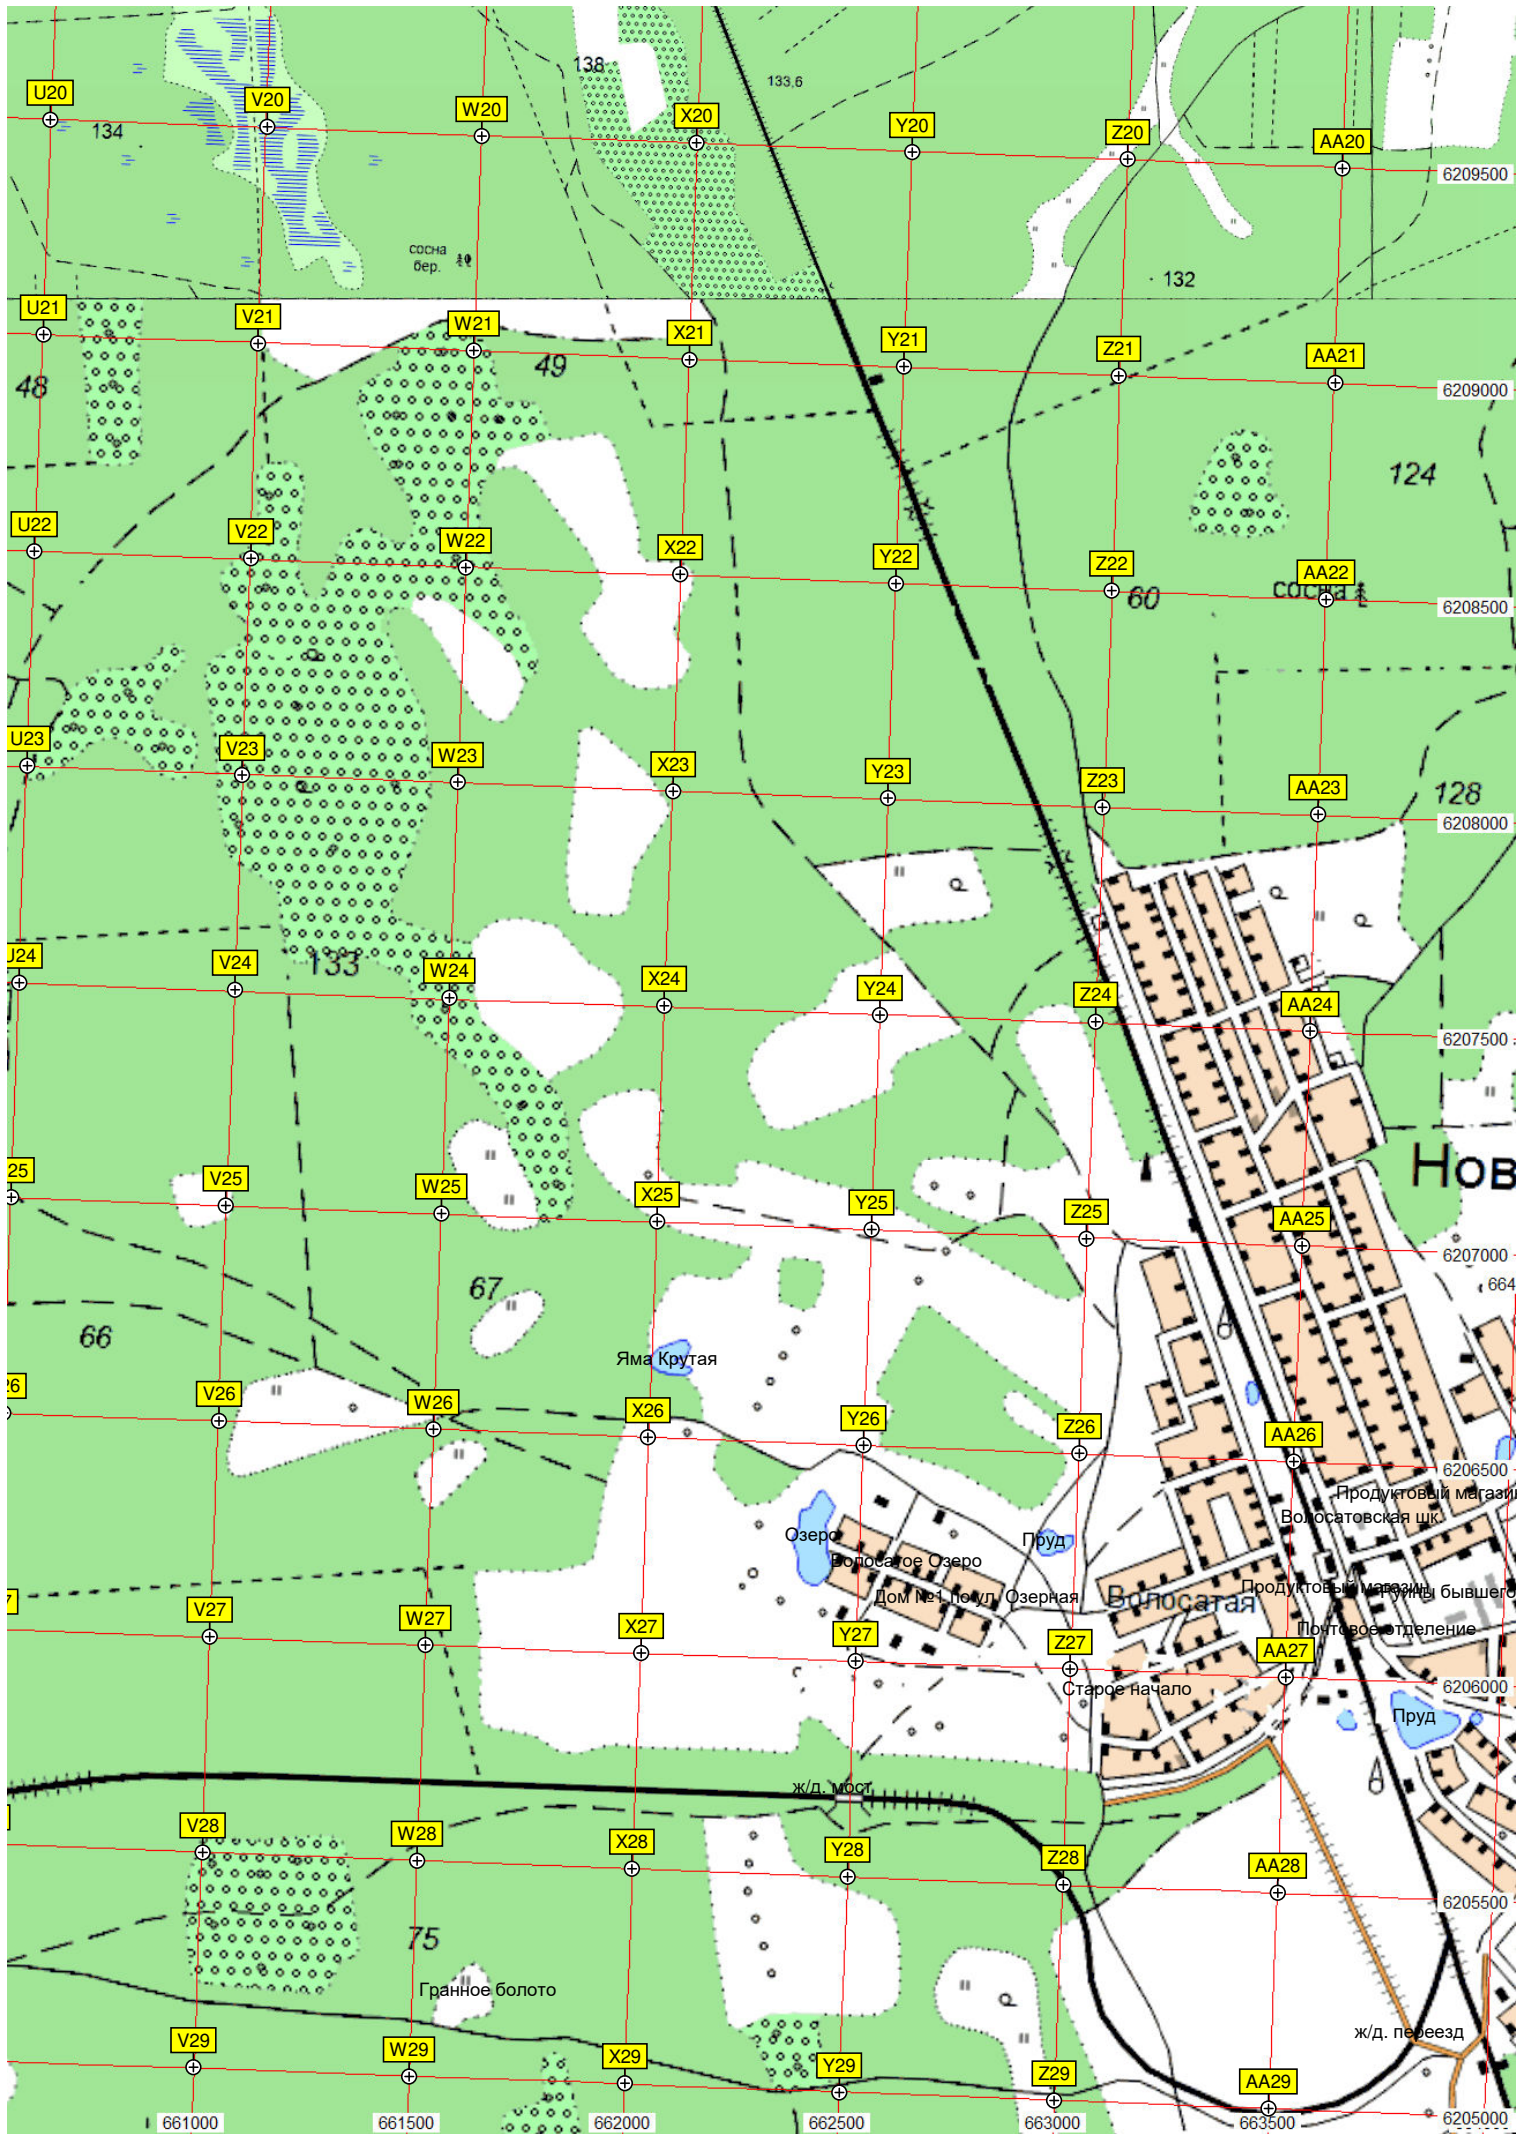 138
133,6
U20
V20
W20
X20
Y20
Z20
AA20
134
6209500
сосна
бер.
132
U21
V21
W21
X21
Y21
Z21
AA21
48
49
6209000
124
U22
V22
W22
X22
Y22
Z22
AA22
сосна
60
6208500
U23
V23
W23
X23
Y23
Z23
AA23
128
6208000
U24
V24
133
W24
X24
Y24
Z24
AA24
6207500
Нов
25
V25
W25
X25
Y25
Z25
AA25
6207000
664
67
66
Яма Крутая
26
V26
W26
X26
Y26
Z26
AA26
6206500
Продуктовый магазин
Волосатовская шк.
Озеро
Пруд
Волосатое Озеро
Продуктовый магазин
Руины бывшего
Дом №1 по ул. Озерная
Волосатая
7
V27
W27
X27
Y27
Z27
Почтовое отделение
AA27
6206000
Старое начало
Пруд
ж/д. мост
V28
W28
X28
Y28
Z28
AA28
6205500
75
Гранное болото
ж/д. переезд
V29
W29
X29
Y29
Z29
AA29
661000
661500
662000
662500
663000
663500
6205000